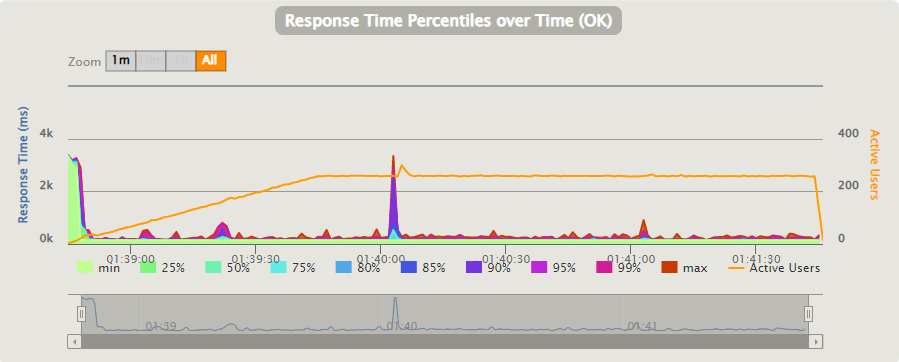 Response Time Percentiles over Time (OK)
Zoom 1m 10m 1h All
Response Time (ms)
4k
2k
0k
400
200
0
Active Users
01:39:00 01:39:30 01:40:00 01:40:30 01:41:00 01:41:30
min 25% 50% 75% 80% 85% 90% 95% 99% max Active Users
01:39 01:40 01:41